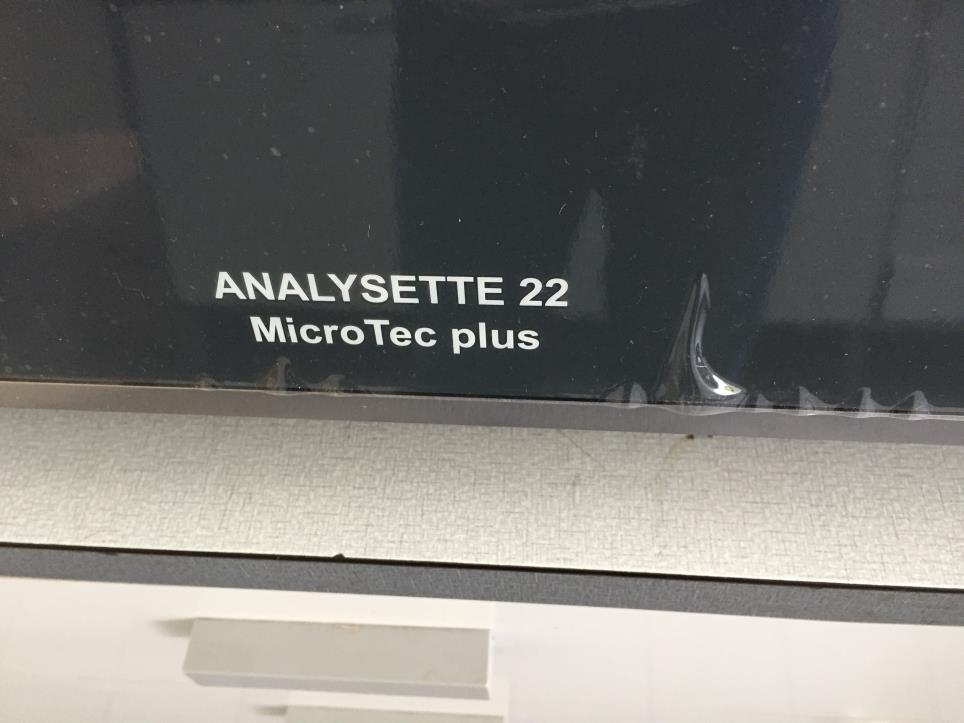 ANALYSETTE 22
MicroTec plus